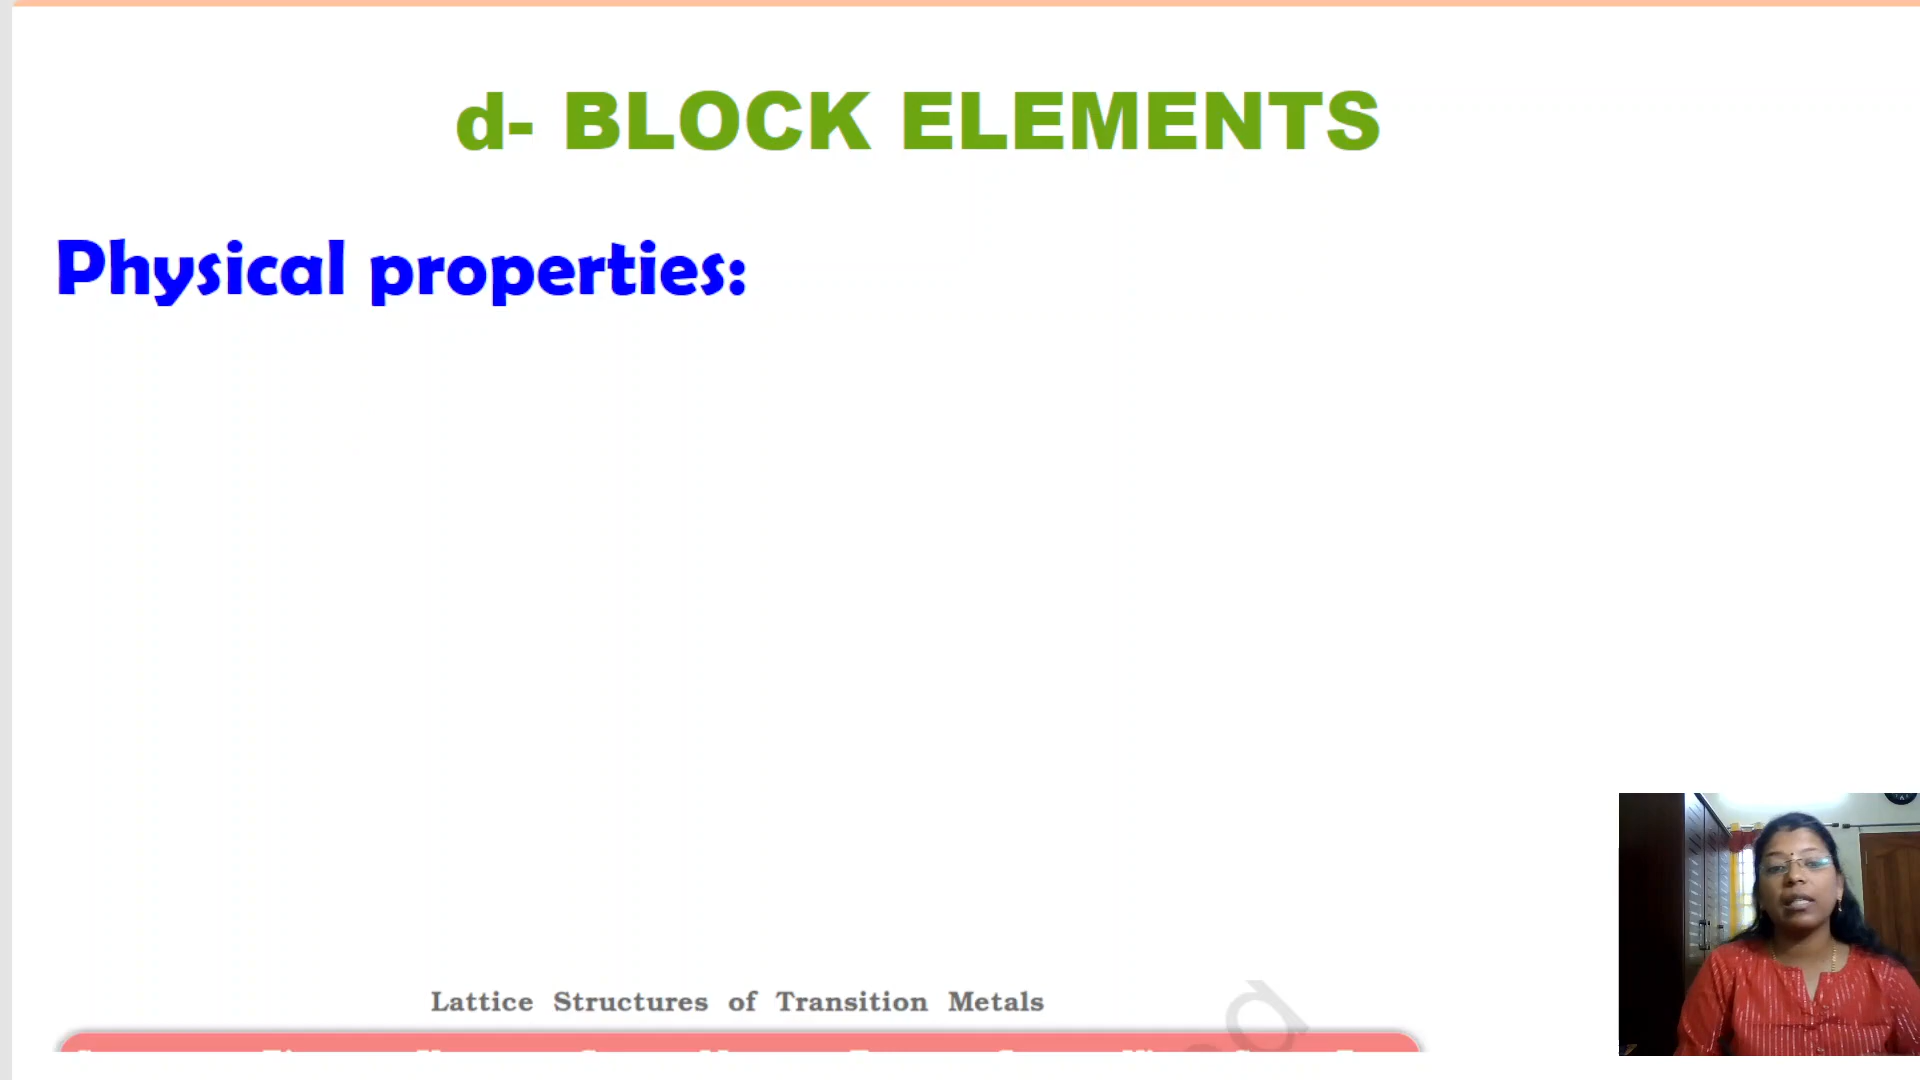 d- BLOCK ELEMENTS
Physical properties:
Lattice Structures of Transition Metals